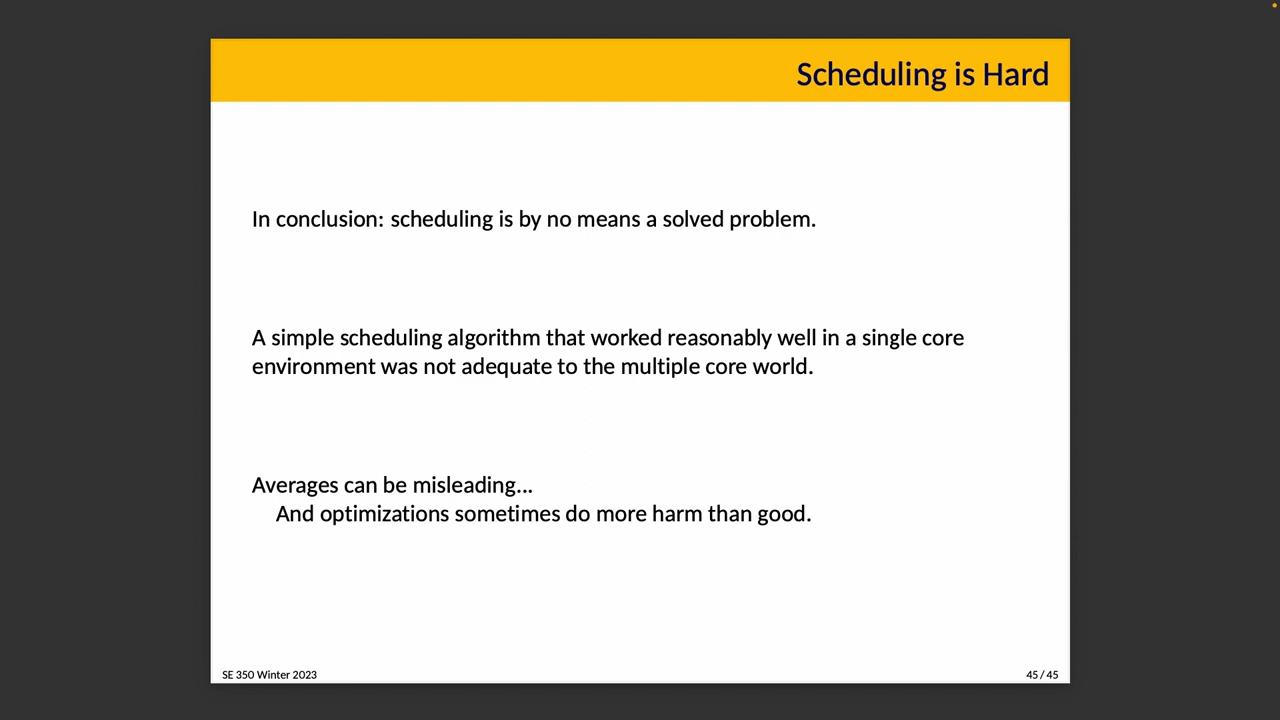 Scheduling is Hard
In conclusion: scheduling is by no means a solved problem.
A simple scheduling algorithm that worked reasonably well in a single core
environment was not adequate to the multiple core world.
Averages can be misleading...
And optimizations sometimes do more harm than good.
SE 350 Winter 2023
45 / 45